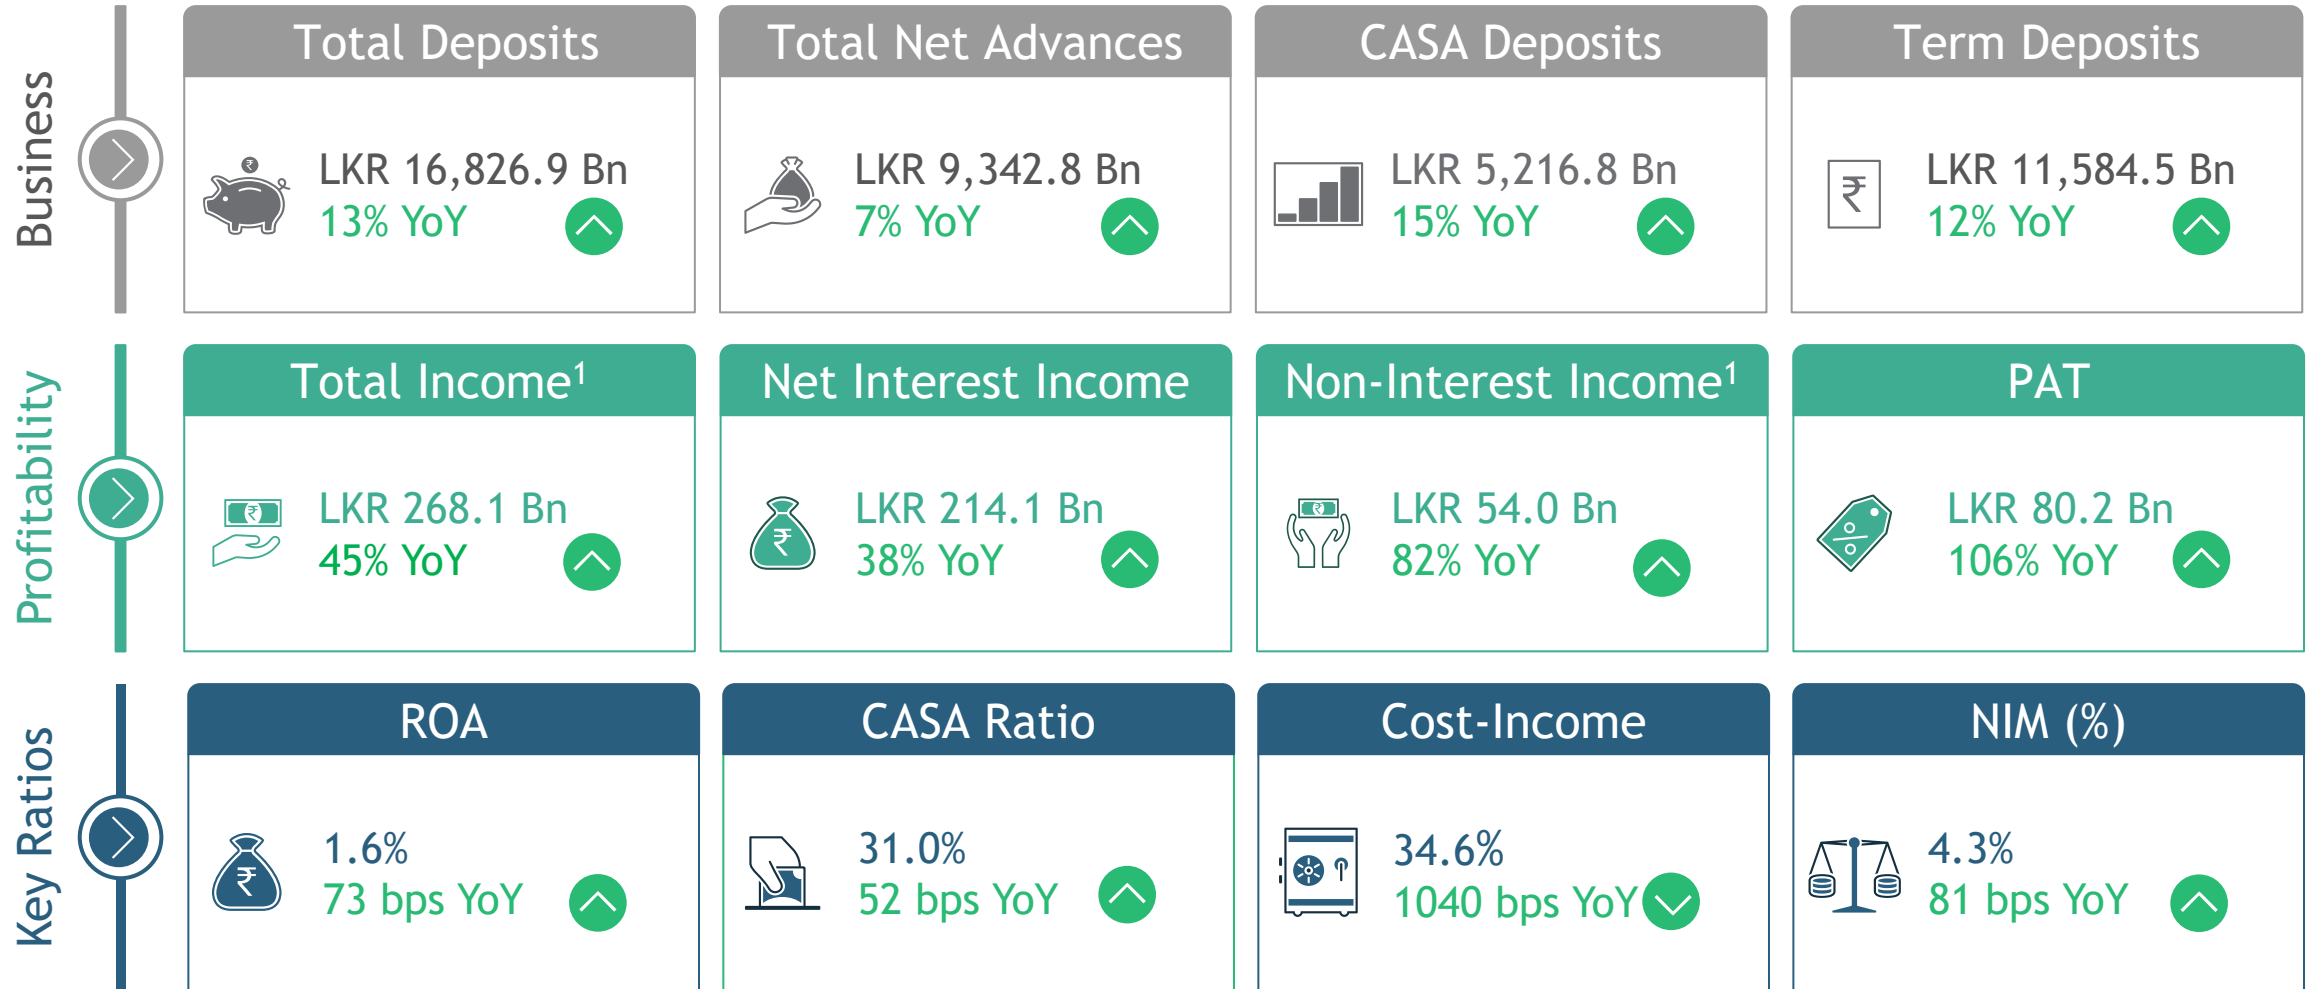 Business
Total Deposits
LKR 16,826.9 Bn
13% YoY
Total Net Advances
LKR 9,342.8 Bn
7% YoY
CASA Deposits
LKR 5,216.8 Bn
15% YoY
Term Deposits
LKR 11,584.5 Bn
12% YoY
Profitability
Total Income¹
LKR 268.1 Bn
45% YoY
Net Interest Income
LKR 214.1 Bn
38% YoY
Non-Interest Income¹
LKR 54.0 Bn
82% YoY
PAT
LKR 80.2 Bn
106% YoY
Key Ratios
ROA
1.6%
73 bps YoY
CASA Ratio
31.0%
52 bps YoY
Cost-Income
34.6%
1040 bps YoY
NIM (%)
4.3%
81 bps YoY